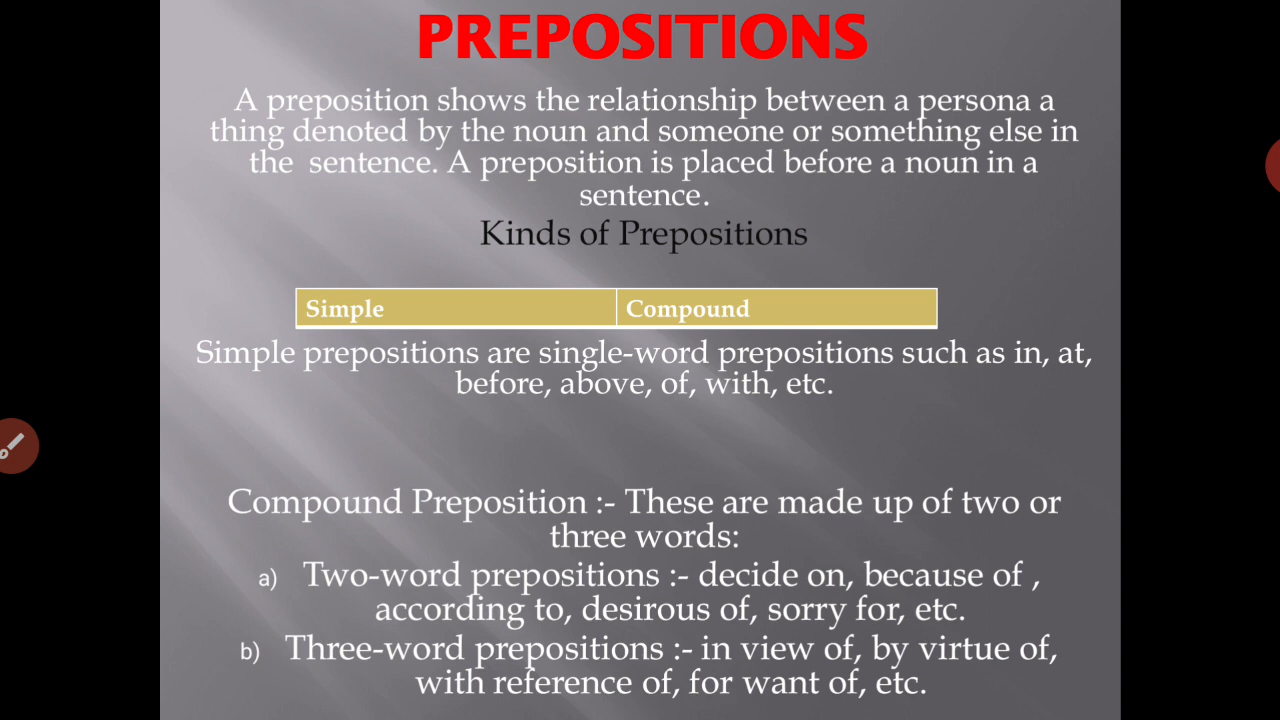 PREPOSITIONS
A preposition shows the relationship between a persona a
thing denoted by the noun and someone or something else in
the sentence. A preposition is placed before a noun in a
sentence.
Kinds of Prepositions
Simple Compound
Simple prepositions are single-word prepositions such as in, at,
before, above, of, with, etc.
Compound Preposition :- These are made up of two or
three words:
a) Two-word prepositions :- decide on, because of ,
according to, desirous of, sorry for, etc.
b) Three-word prepositions :- in view of, by virtue of,
with reference of, for want of, etc.